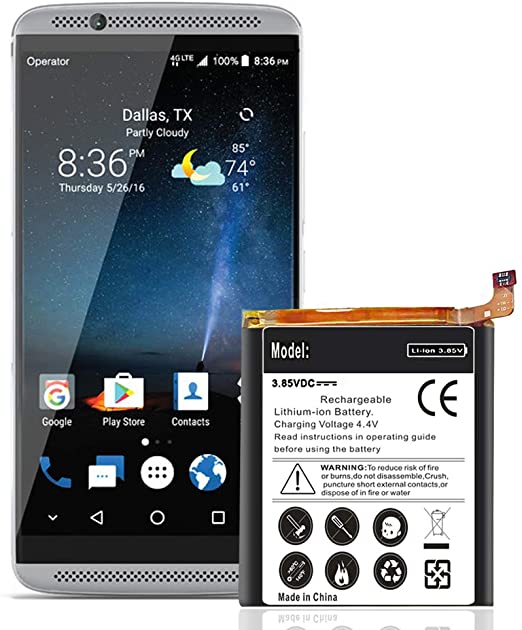 Operator
4G LTE 100% 8:36 PM
Dallas, TX
Partly Cloudy
8:36 PM
Thursday 5/26/16
85°
74°
61°
Google
Play Store
Contacts
Model:
Li-ion 3.85V
3.85VDC
Rechargeable
Lithium-ion Battery.
Charging Voltage 4.4V
Read instructions in operating guide
before using the battery
CE
WARNING: To reduce risk of fire
or burns,do not disassemble,Crush,
puncture short external contacts,or
dispose of in fire or water
Made in China